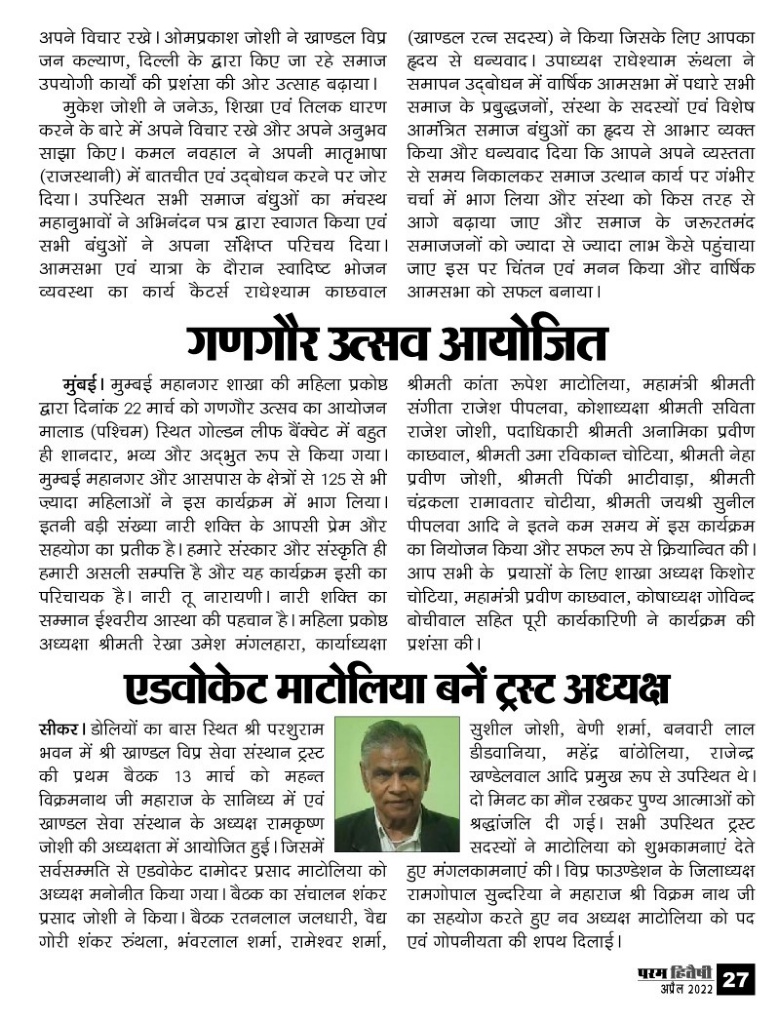 अपने विचार रखे। ओमप्रकाश जोशी ने खाण्डल विप्र
जन कल्याण, दिल्ली के द्वारा किए जा रहे समाज
उपयोगी कार्यों की प्रशंसा की ओर उत्साह बढ़ाया।
मुकेश जोशी ने जनेऊ, शिखा एवं तिलक धारण
करने के बारे में अपने विचार रखे और अपने अनुभव
साझा किए। कमल नवहाल ने अपनी मातृभाषा
(राजस्थानी) में बातचीत एवं उद्‌बोधन करने पर जोर
दिया। उपस्थित सभी समाज बंधुओं का मंचस्थ
महानुभावों ने अभिनंदन पत्र द्वारा स्वागत किया एवं
सभी बंधुओं ने अपना संक्षिप्त परिचय दिया।
आमसभा एवं यात्रा के दौरान स्वादिष्ट भोजन
व्यवस्था का कार्य कैटर्स राधेश्याम काछवाल
(खाण्डल रत्न सदस्य) ने किया जिसके लिए आपका
हृदय से धन्यवाद। उपाध्यक्ष राधेश्याम रूंथला ने
समापन उद्‌बोधन में वार्षिक आमसभा में पधारे सभी
समाज के प्रबुद्धजनों, संस्था के सदस्यों एवं विशेष
आमंत्रित समाज बंधुओं का हृदय से आभार व्यक्त
किया और धन्यवाद दिया कि आपने अपने व्यस्तता
से समय निकालकर समाज उत्थान कार्य पर गंभीर
चर्चा में भाग लिया और संस्था को किस तरह से
आगे बढ़ाया जाए और समाज के जरूरतमंद
समाजजनों को ज्यादा से ज्यादा लाभ कैसे पहुंचाया
जाए इस पर चिंतन एवं मनन किया और वार्षिक
आमसभा को सफल बनाया।
गणगौर उत्सव आयोजित
मुंबई। मुम्बई महानगर शाखा की महिला प्रकोष्ठ
द्वारा दिनांक 22 मार्च को गणगौर उत्सव का आयोजन
मालाड (पश्चिम) स्थित गोल्डन लीफ बैंक्वेट में बहुत
ही शानदार, भव्य और अद्‌भुत रूप से किया गया।
मुम्बई महानगर और आसपास के क्षेत्रों से 125 से भी
ज़्यादा महिलाओं ने इस कार्यक्रम में भाग लिया।
इतनी बड़ी संख्या नारी शक्ति के आपसी प्रेम और
सहयोग का प्रतीक है। हमारे संस्कार और संस्कृति ही
हमारी असली सम्पत्ति है और यह कार्यक्रम इसी का
परिचायक है। नारी तू नारायणी। नारी शक्ति का
सम्मान ईश्वरीय आस्था की पहचान है। महिला प्रकोष्ठ
अध्यक्षा श्रीमती रेखा उमेश मंगलहारा, कार्याध्यक्षा
श्रीमती कांता रूपेश माटोलिया, महामंत्री श्रीमती
संगीता राजेश पीपलवा, कोशाध्यक्षा श्रीमती सविता
राजेश जोशी, पदाधिकारी श्रीमती अनामिका प्रवीण
काछवाल, श्रीमती उमा रविकान्त चोटिया, श्रीमती नेहा
प्रवीण जोशी, श्रीमती पिंकी भाटीवाड़ा, श्रीमती
चंद्रकला रामावतार चोटीया, श्रीमती जयश्री सुनील
पीपलवा आदि ने इतने कम समय में इस कार्यक्रम
का नियोजन किया और सफल रूप से क्रियान्वित की।
आप सभी के प्रयासों के लिए शाखा अध्यक्ष किशोर
चोटिया, महामंत्री प्रवीण काछवाल, कोषाध्यक्ष गोविन्द
बोचीवाल सहित पूरी कार्यकारिणी ने कार्यक्रम की
प्रशंसा की।
एडवोकेट माटोलिया बनें ट्रस्ट अध्यक्ष
सीकर। डोलियों का बास स्थित श्री परशुराम
भवन में श्री खाण्डल विप्र सेवा संस्थान ट्रस्ट
की प्रथम बैठक 13 मार्च को महन्त
विक्रमनाथ जी महाराज के सानिध्य में एवं
खाण्डल सेवा संस्थान के अध्यक्ष रामकृष्ण
जोशी की अध्यक्षता में आयोजित हुई। जिसमें
सर्वसम्मति से एडवोकेट दामोदर प्रसाद माटोलिया को
अध्यक्ष मनोनीत किया गया। बैठक का संचालन शंकर
प्रसाद जोशी ने किया। बैठक रतनलाल जलधारी, वैद्य
गोरी शंकर रुंथला, भंवरलाल शर्मा, रामेश्वर शर्मा,
सुशील जोशी, बेणी शर्मा, बनवारी लाल
डीडवानिया, महेंद्र बांठोलिया, राजेन्द्र
खण्डेलवाल आदि प्रमुख रूप से उपस्थित थे।
दो मिनट का मौन रखकर पुण्य आत्माओं को
श्रद्धांजलि दी गई। सभी उपस्थित ट्रस्ट
सदस्यों ने माटोलिया को शुभकामनाएं देते
हुए मंगलकामनाएं की। विप्र फाउण्डेशन के जिलाध्यक्ष
रामगोपाल सुन्दरिया ने महाराज श्री विक्रम नाथ जी
का सहयोग करते हुए नव अध्यक्ष माटोलिया को पद
एवं गोपनीयता की शपथ दिलाई।
परम हितैषी
अप्रैल 2022
27